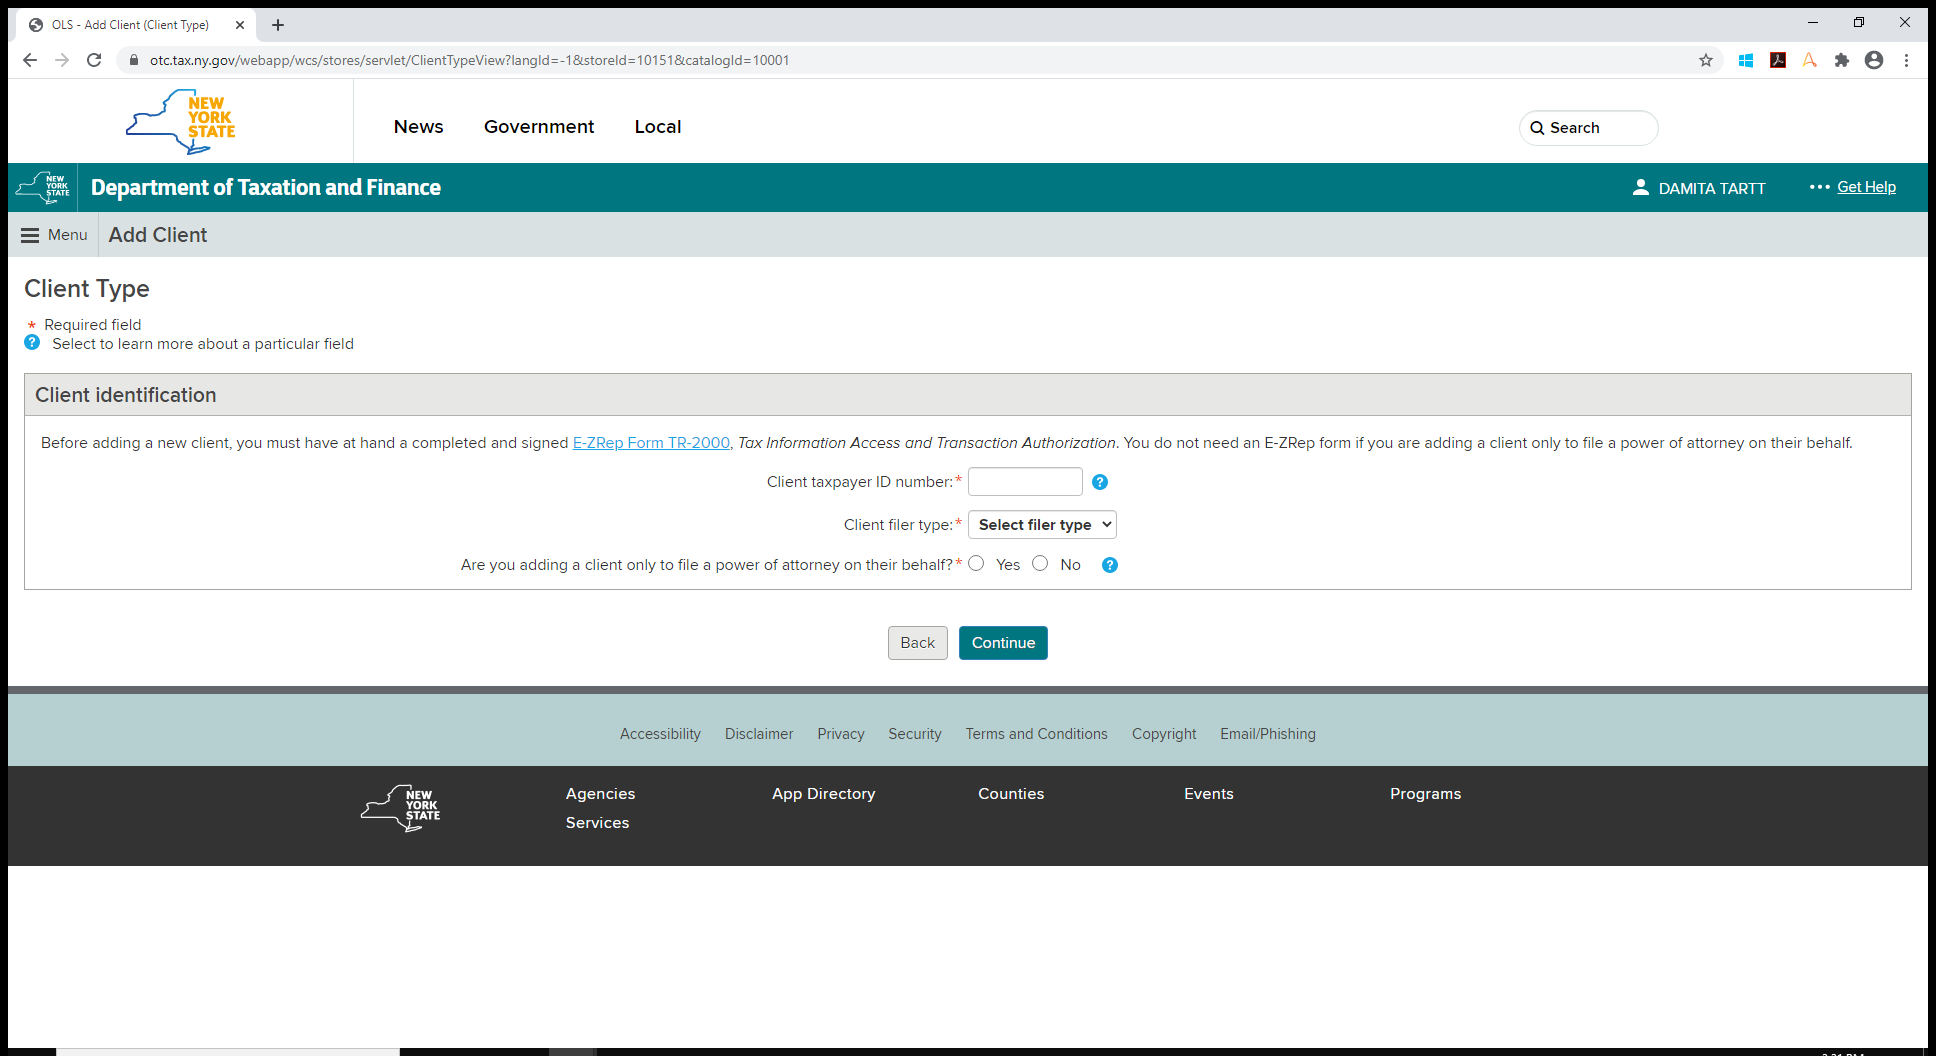 OLS - Add Client (Client Type)
otc.tax.ny.gov/webapp/wcs/stores/servlet/ClientTypeView?langId=-1&storeId=10151&catalogId=10001
NEW
YORK
STATE
News Government Local
Search
NEW
YORK
STATE
Department of Taxation and Finance
DAMITA TARTT
Get Help
Menu
Add Client
Client Type
* Required field
? Select to learn more about a particular field
Client identification
Before adding a new client, you must have at hand a completed and signed E-ZRep Form TR-2000, Tax Information Access and Transaction Authorization. You do not need an E-ZRep form if you are adding a client only to file a power of attorney on their behalf.
Client taxpayer ID number:* ?
Client filer type:* Select filer type
Are you adding a client only to file a power of attorney on their behalf?* Yes No ?
Back Continue
Accessibility Disclaimer Privacy Security Terms and Conditions Copyright Email/Phishing
NEW
YORK
STATE
Agencies App Directory Counties Events Programs
Services